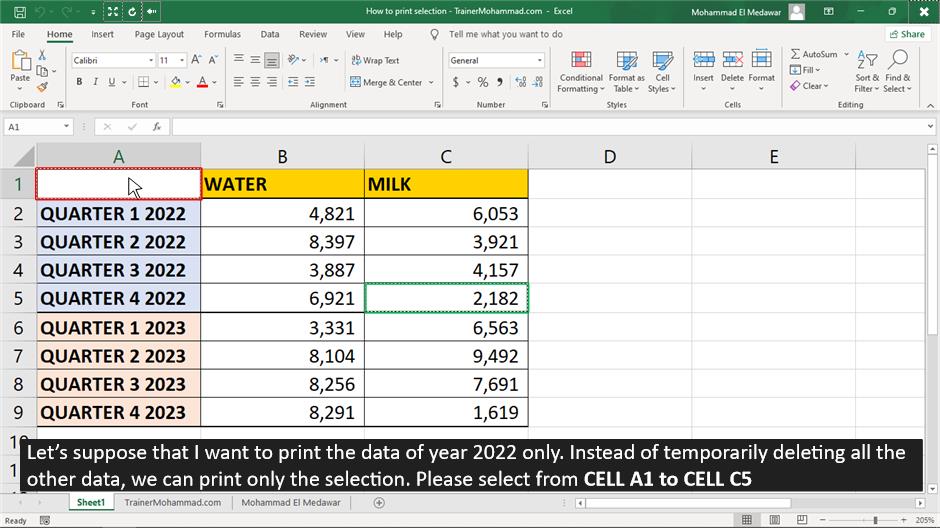 How to print selection - TrainerMohammad.com - Excel
Mohammad El Medawar
File Home Insert Page Layout Formulas Data Review View Help Tell me what you want to do Share
Paste
Clipboard
Calibri 11
B I U
Font
Wrap Text
Merge & Center
Alignment
General
$ % 
Number
Conditional Formatting
Format as Table
Cell Styles
Styles
Insert Delete Format
Cells
AutoSum
Fill
Clear
Sort & Filter
Find & Select
Editing
A1 fx
A B C D E
1 WATER MILK
2 QUARTER 1 2022 4,821 6,053
3 QUARTER 2 2022 8,397 3,921
4 QUARTER 3 2022 3,887 4,157
5 QUARTER 4 2022 6,921 2,182
6 QUARTER 1 2023 3,331 6,563
7 QUARTER 2 2023 8,104 9,492
8 QUARTER 3 2023 8,256 7,691
9 QUARTER 4 2023 8,291 1,619
Let's suppose that I want to print the data of year 2022 only. Instead of temporarily deleting all the
other data, we can print only the selection. Please select from CELL A1 to CELL C5
Sheet1 TrainerMohammad.com Mohammad El Medawar
Ready 205%